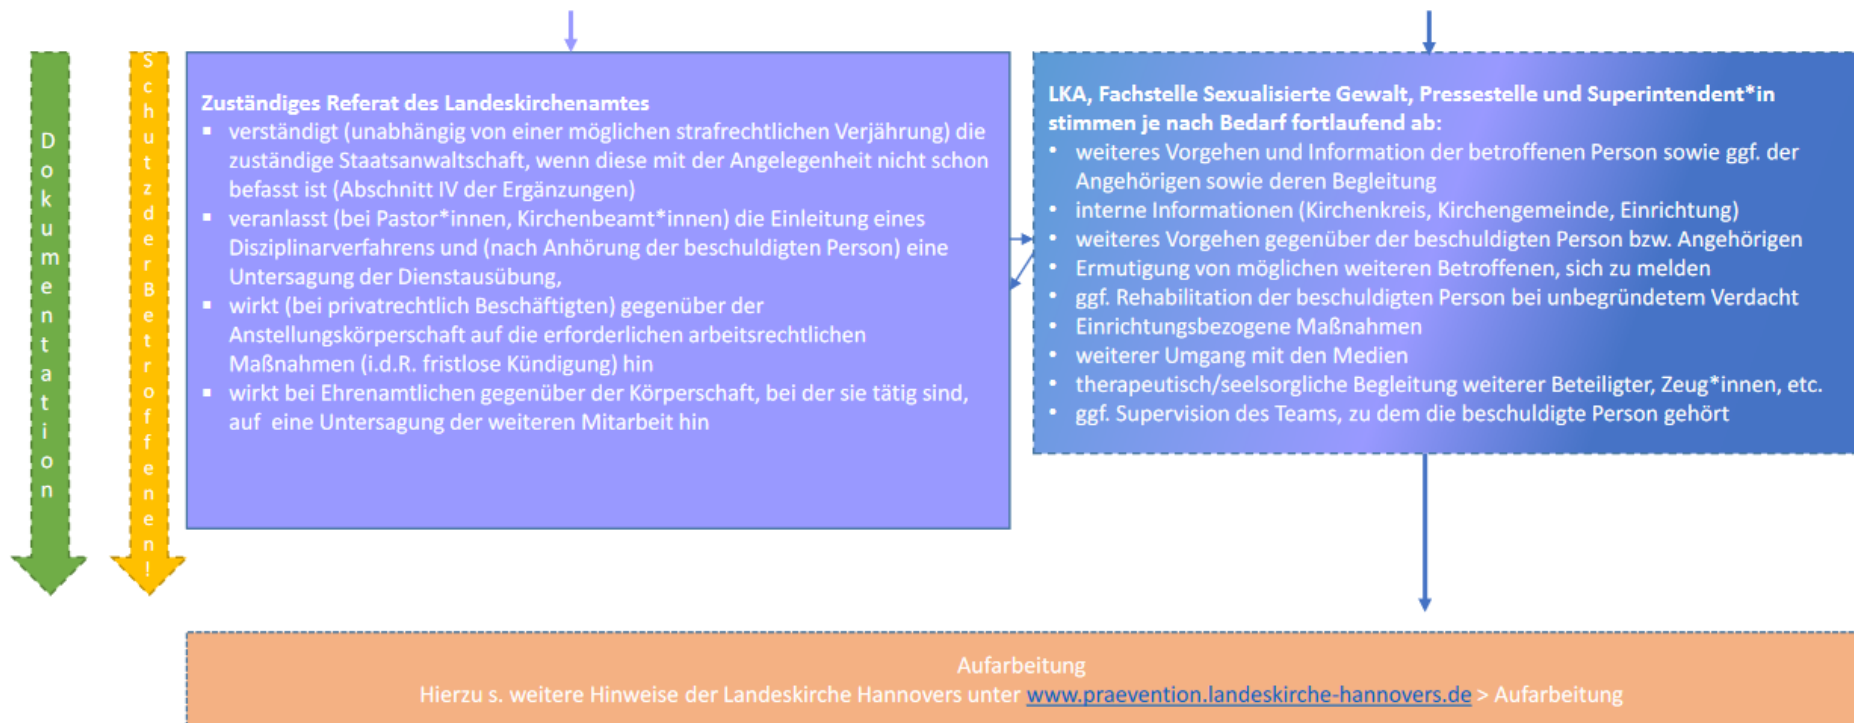 Dokumentation
SchutzderBetroffenen!
Zuständiges Referat des Landeskirchenamtes
▪ verständigt (unabhängig von einer möglichen strafrechtlichen Verjährung) die
zuständige Staatsanwaltschaft, wenn diese mit der Angelegenheit nicht schon
befasst ist (Abschnitt IV der Ergänzungen)
▪ veranlasst (bei Pastor*innen, Kirchenbeamt*innen) die Einleitung eines
Disziplinarverfahrens und (nach Anhörung der beschuldigten Person) eine
Untersagung der Dienstausübung,
▪ wirkt (bei privatrechtlich Beschäftigten) gegenüber der
Anstellungskörperschaft auf die erforderlichen arbeitsrechtlichen
Maßnahmen (i.d.R. fristlose Kündigung) hin
▪ wirkt bei Ehrenamtlichen gegenüber der Körperschaft, bei der sie tätig sind,
auf eine Untersagung der weiteren Mitarbeit hin
LKA, Fachstelle Sexualisierte Gewalt, Pressestelle und Superintendent*in
stimmen je nach Bedarf fortlaufend ab:
• weiteres Vorgehen und Information der betroffenen Person sowie ggf. der
Angehörigen sowie deren Begleitung
• interne Informationen (Kirchenkreis, Kirchengemeinde, Einrichtung)
• weiteres Vorgehen gegenüber der beschuldigten Person bzw. Angehörigen
• Ermutigung von möglichen weiteren Betroffenen, sich zu melden
• ggf. Rehabilitation der beschuldigten Person bei unbegründetem Verdacht
• Einrichtungsbezogene Maßnahmen
• weiterer Umgang mit den Medien
• therapeutisch/seelsorgliche Begleitung weiterer Beteiligter, Zeug*innen, etc.
• ggf. Supervision des Teams, zu dem die beschuldigte Person gehört
Aufarbeitung
Hierzu s. weitere Hinweise der Landeskirche Hannovers unter www.praevention.landeskirche-hannovers.de > Aufarbeitung